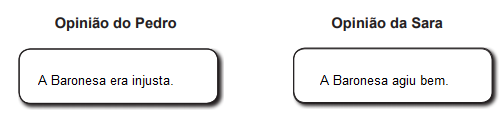 Opinião do Pedro
A Baronesa era injusta.
Opinião da Sara
A Baronesa agiu bem.